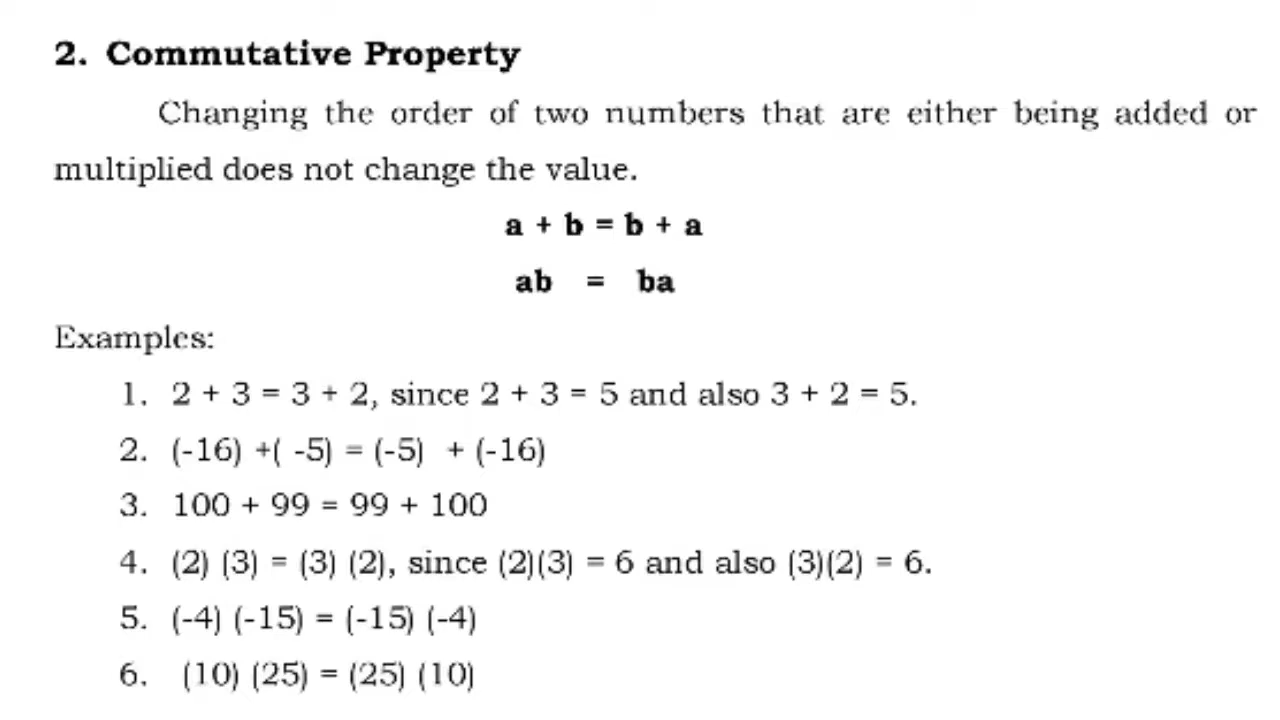 2. Commutative Property
Changing the order of two numbers that are either being added or
multiplied does not change the value.
a + b = b + a
ab = ba
Examples:
1. 2 + 3 = 3 + 2, since 2 + 3 = 5 and also 3 + 2 = 5.
2. (-16) +( -5) = (-5) + (-16)
3. 100 + 99 = 99 + 100
4. (2) (3) = (3) (2), since (2)(3) = 6 and also (3)(2) = 6.
5. (-4) (-15) = (-15) (-4)
6. (10) (25) = (25) (10)